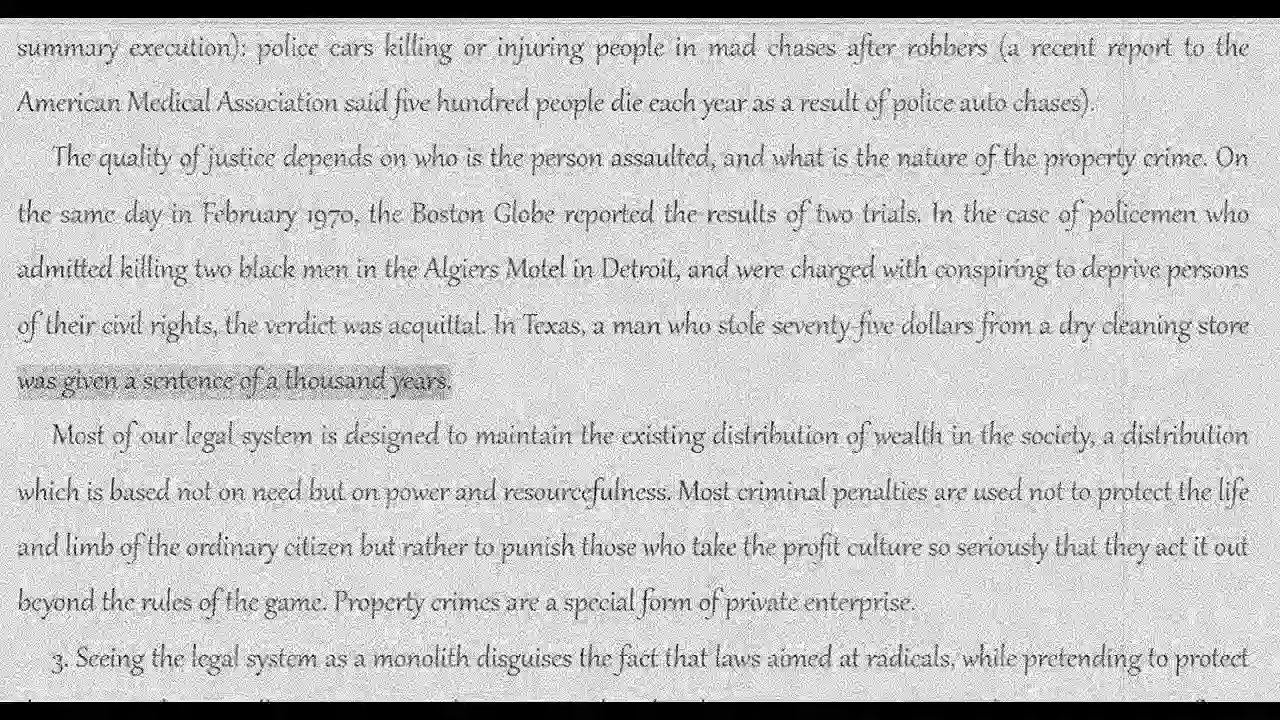 summary execution): police cars killing or injuring people in mad chases after robbers (a recent report to the
American Medical Association said five hundred people die each year as a result of police auto chases).
The quality of justice depends on who is the person assaulted, and what is the nature of the property crime. On
the same day in February 1970, the Boston Globe reported the results of two trials. In the case of policemen who
admitted killing two black men in the Algiers Motel in Detroit, and were charged with conspiring to deprive persons
of their civil rights, the verdict was acquittal. In Texas, a man who stole seventy-five dollars from a dry cleaning store
was given a sentence of a thousand years.
Most of our legal system is designed to maintain the existing distribution of wealth in the society, a distribution
which is based not on need but on power and resourcefulness. Most criminal penalties are used not to protect the life
and limb of the ordinary citizen but rather to punish those who take the profit culture so seriously that they act it out
beyond the rules of the game. Property crimes are a special form of private enterprise.
3. Seeing the legal system as a monolith disguises the fact that laws aimed at radicals, while pretending to protect